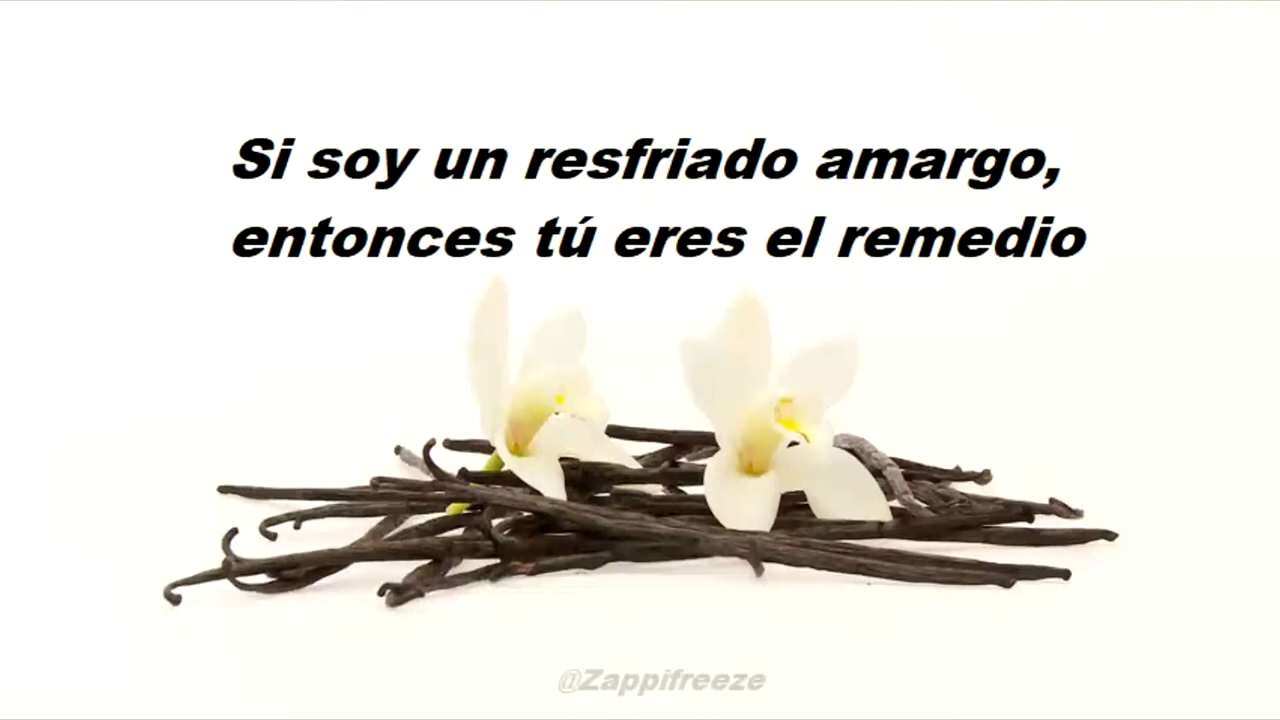 Si soy un resfriado amargo,
entonces tú eres el remedio
@Zappifreeze